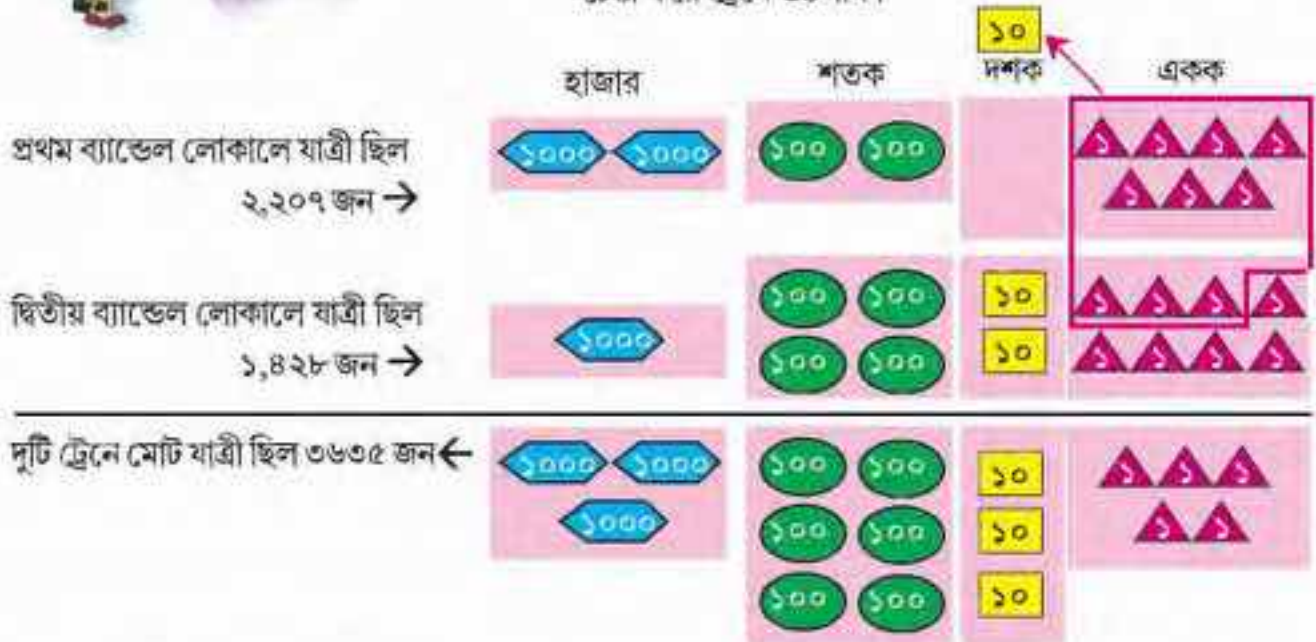 ১০
হাজার শতক দশক একক
প্রথম ব্যান্ডেল লোকালে যাত্রী ছিল ১০০০ ১০০০ ১০০ ১০০ ১ ১ ১ ১
২,২০৭ জন → ১ ১ ১
দ্বিতীয় ব্যান্ডেল লোকালে যাত্রী ছিল ১০০ ১০০ ১০ ১ ১ ১ ১
১০০০
১,৪২৮ জন → ১০০ ১০০ ১০ ১ ১ ১ ১
দুটি ট্রেনে মোট যাত্রী ছিল ৩৬৩৫ জন← ১০০০ ১০০০ ১০০ ১০০ ১০ ১ ১ ১
১০০০ ১০০ ১০০ ১০ ১ ১
১০০ ১০০ ১০